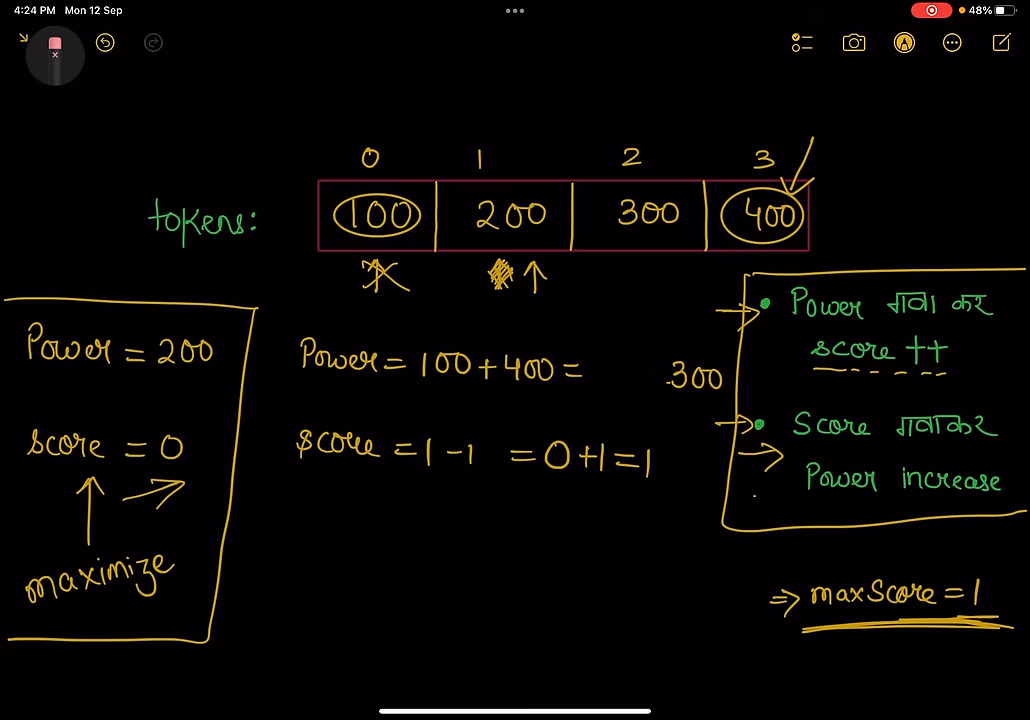 4:24 PM Mon 12 Sep
48%
0 1 2 3
tokens: 100 200 300 400
Power = 200
score = 0
maximize
Power = 100 + 400 =
300
score = 1 - 1 = 0 + 1 = 1
Power गवा कर
score ++
Score गवाकर
Power increase
⇒ maxScore = 1